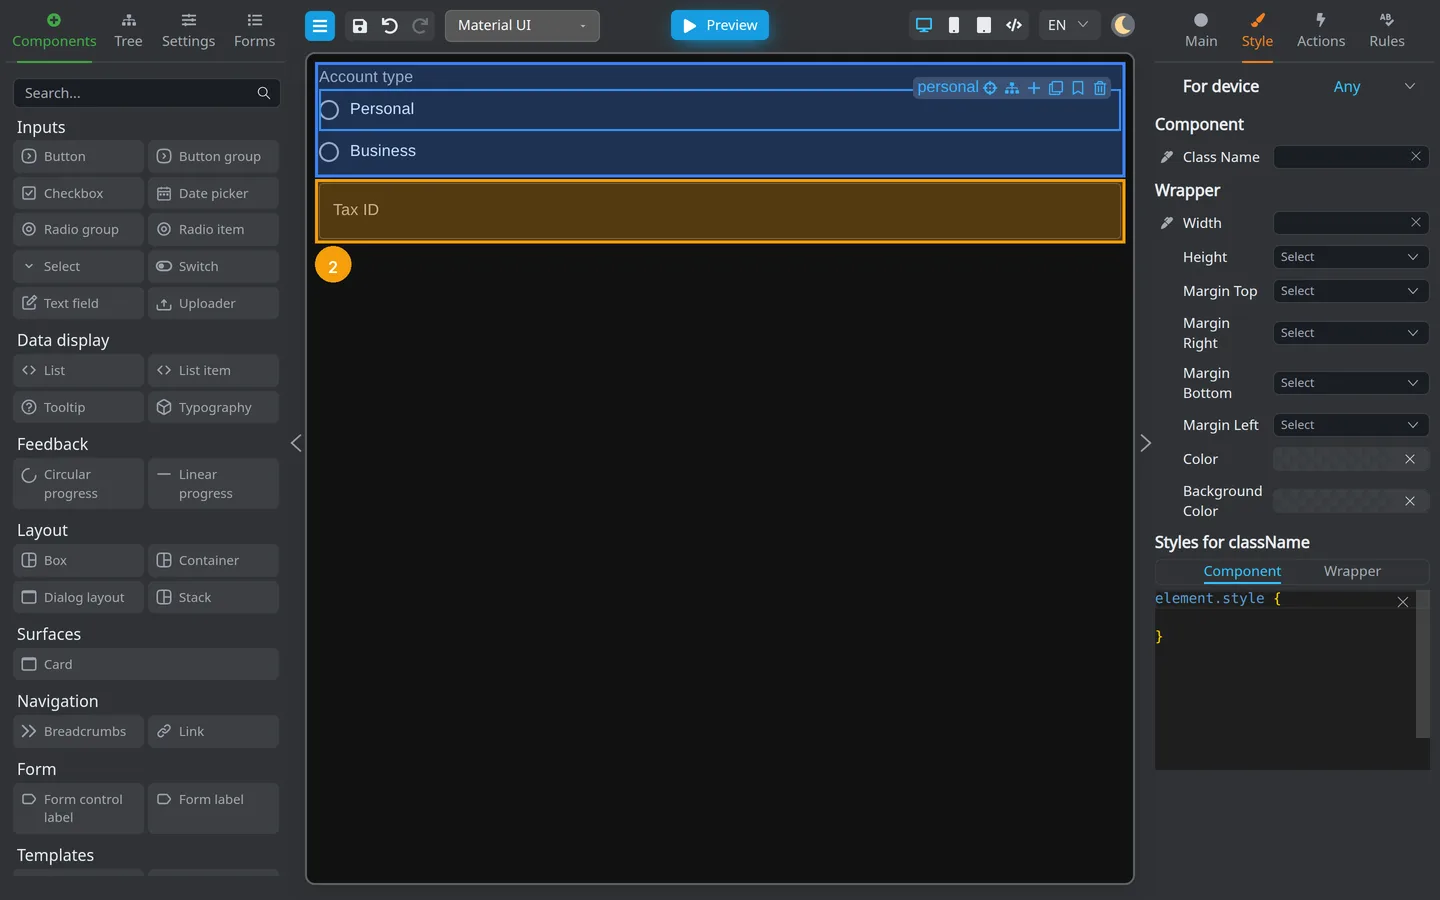 Components
Tree
Settings
Forms
Material UI
Preview
EN
Main
Style
Actions
Rules
Search...
Inputs
Button
Button group
Checkbox
Date picker
Radio group
Radio item
Select
Switch
Text field
Uploader
Data display
List
List item
Tooltip
Typography
Feedback
Circular
progress
Linear
progress
Layout
Box
Container
Dialog layout
Stack
Surfaces
Card
Navigation
Breadcrumbs
Link
Form
Form control
label
Form label
Templates
Account type
personal
Personal
Business
Tax ID
2
For device
Any
Component
Class Name
Wrapper
Width
Height
Select
Margin Top
Select
Margin
Right
Select
Margin
Bottom
Select
Margin Left
Select
Color
Background
Color
Styles for className
Component
Wrapper
element.style {
}